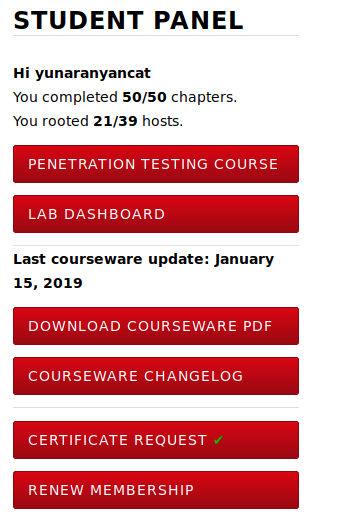 STUDENT PANEL
Hi yunaranyancat
You completed 50/50 chapters.
You rooted 21/39 hosts.
PENETRATION TESTING COURSE
LAB DASHBOARD
Last courseware update: January
15, 2019
DOWNLOAD COURSEWARE PDF
COURSEWARE CHANGELOG
CERTIFICATE REQUEST ✓
RENEW MEMBERSHIP